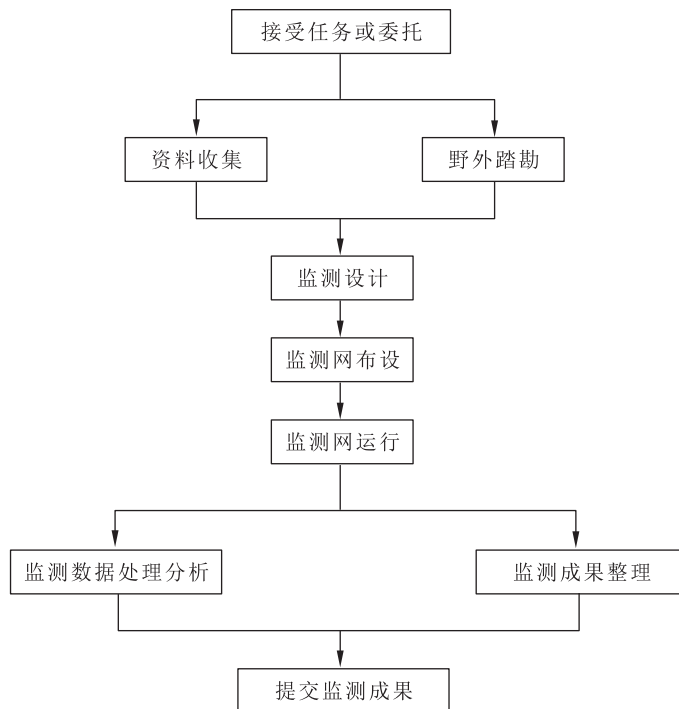 接受任务或委托
资料收集
野外踏勘
监测设计
监测网布设
监测网运行
监测数据处理分析
监测成果整理
提交监测成果